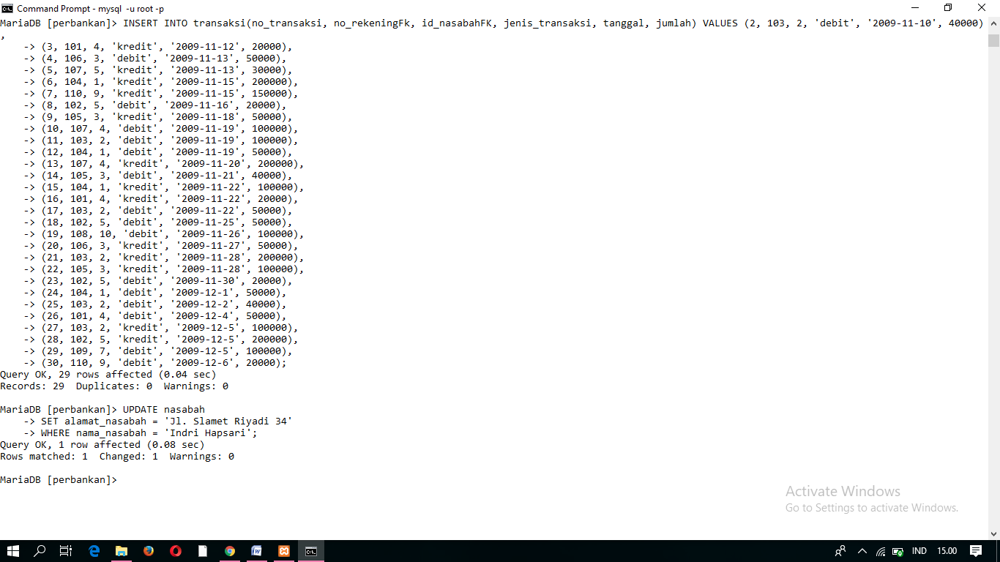 Command Prompt - mysql -u root -p
MariaDB [perbankan]> INSERT INTO transaksi(no_transaksi, no_rekeningFk, id_nasabahFK, jenis_transaksi, tanggal, jumlah) VALUES (2, 103, 2, 'debit', '2009-11-10', 40000)
,
    -> (3, 101, 4, 'kredit', '2009-11-12', 20000),
    -> (4, 106, 3, 'debit', '2009-11-13', 50000),
    -> (5, 107, 5, 'kredit', '2009-11-13', 30000),
    -> (6, 104, 1, 'kredit', '2009-11-15', 200000),
    -> (7, 110, 9, 'kredit', '2009-11-15', 150000),
    -> (8, 102, 5, 'debit', '2009-11-16', 20000),
    -> (9, 105, 3, 'kredit', '2009-11-18', 50000),
    -> (10, 107, 4, 'debit', '2009-11-19', 100000),
    -> (11, 103, 2, 'debit', '2009-11-19', 100000),
    -> (12, 104, 1, 'debit', '2009-11-19', 50000),
    -> (13, 107, 4, 'kredit', '2009-11-20', 200000),
    -> (14, 105, 3, 'debit', '2009-11-21', 40000),
    -> (15, 104, 1, 'kredit', '2009-11-22', 100000),
    -> (16, 101, 4, 'kredit', '2009-11-22', 20000),
    -> (17, 103, 2, 'debit', '2009-11-22', 50000),
    -> (18, 102, 5, 'debit', '2009-11-25', 50000),
    -> (19, 108, 10, 'debit', '2009-11-26', 100000),
    -> (20, 106, 3, 'kredit', '2009-11-27', 50000),
    -> (21, 103, 2, 'kredit', '2009-11-28', 200000),
    -> (22, 105, 3, 'kredit', '2009-11-28', 100000),
    -> (23, 102, 5, 'debit', '2009-11-30', 20000),
    -> (24, 104, 1, 'debit', '2009-12-1', 50000),
    -> (25, 103, 2, 'debit', '2009-12-2', 40000),
    -> (26, 101, 4, 'debit', '2009-12-4', 50000),
    -> (27, 103, 2, 'kredit', '2009-12-5', 100000),
    -> (28, 102, 5, 'kredit', '2009-12-5', 200000),
    -> (29, 109, 7, 'debit', '2009-12-5', 100000),
    -> (30, 110, 9, 'debit', '2009-12-6', 20000);
Query OK, 29 rows affected (0.04 sec)
Records: 29  Duplicates: 0  Warnings: 0
MariaDB [perbankan]> UPDATE nasabah
    -> SET alamat_nasabah = 'Jl. Slamet Riyadi 34'
    -> WHERE nama_nasabah = 'Indri Hapsari';
Query OK, 1 row affected (0.08 sec)
Rows matched: 1  Changed: 1  Warnings: 0
MariaDB [perbankan]>
Activate Windows
Go to Settings to activate Windows.
IND 15.00